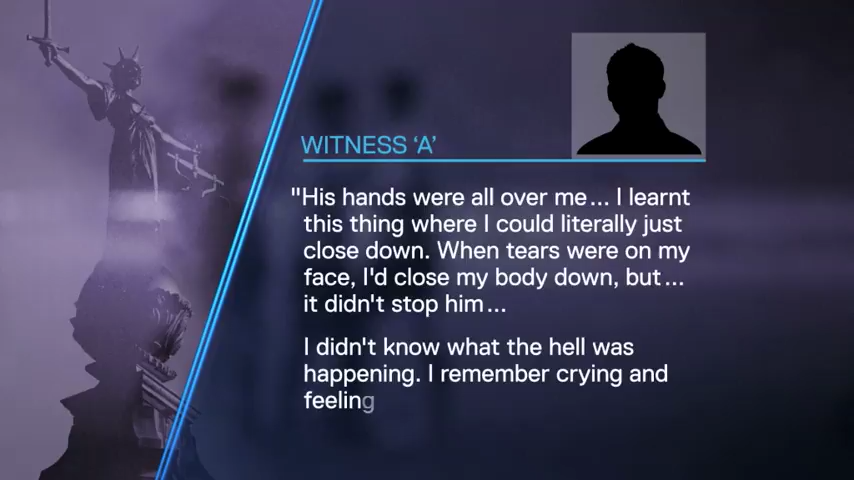 WITNESS ‘A’
"His hands were all over me... I learnt
this thing where I could literally just
close down. When tears were on my
face, I'd close my body down, but...
it didn't stop him...
I didn't know what the hell was
happening. I remember crying and
feeling